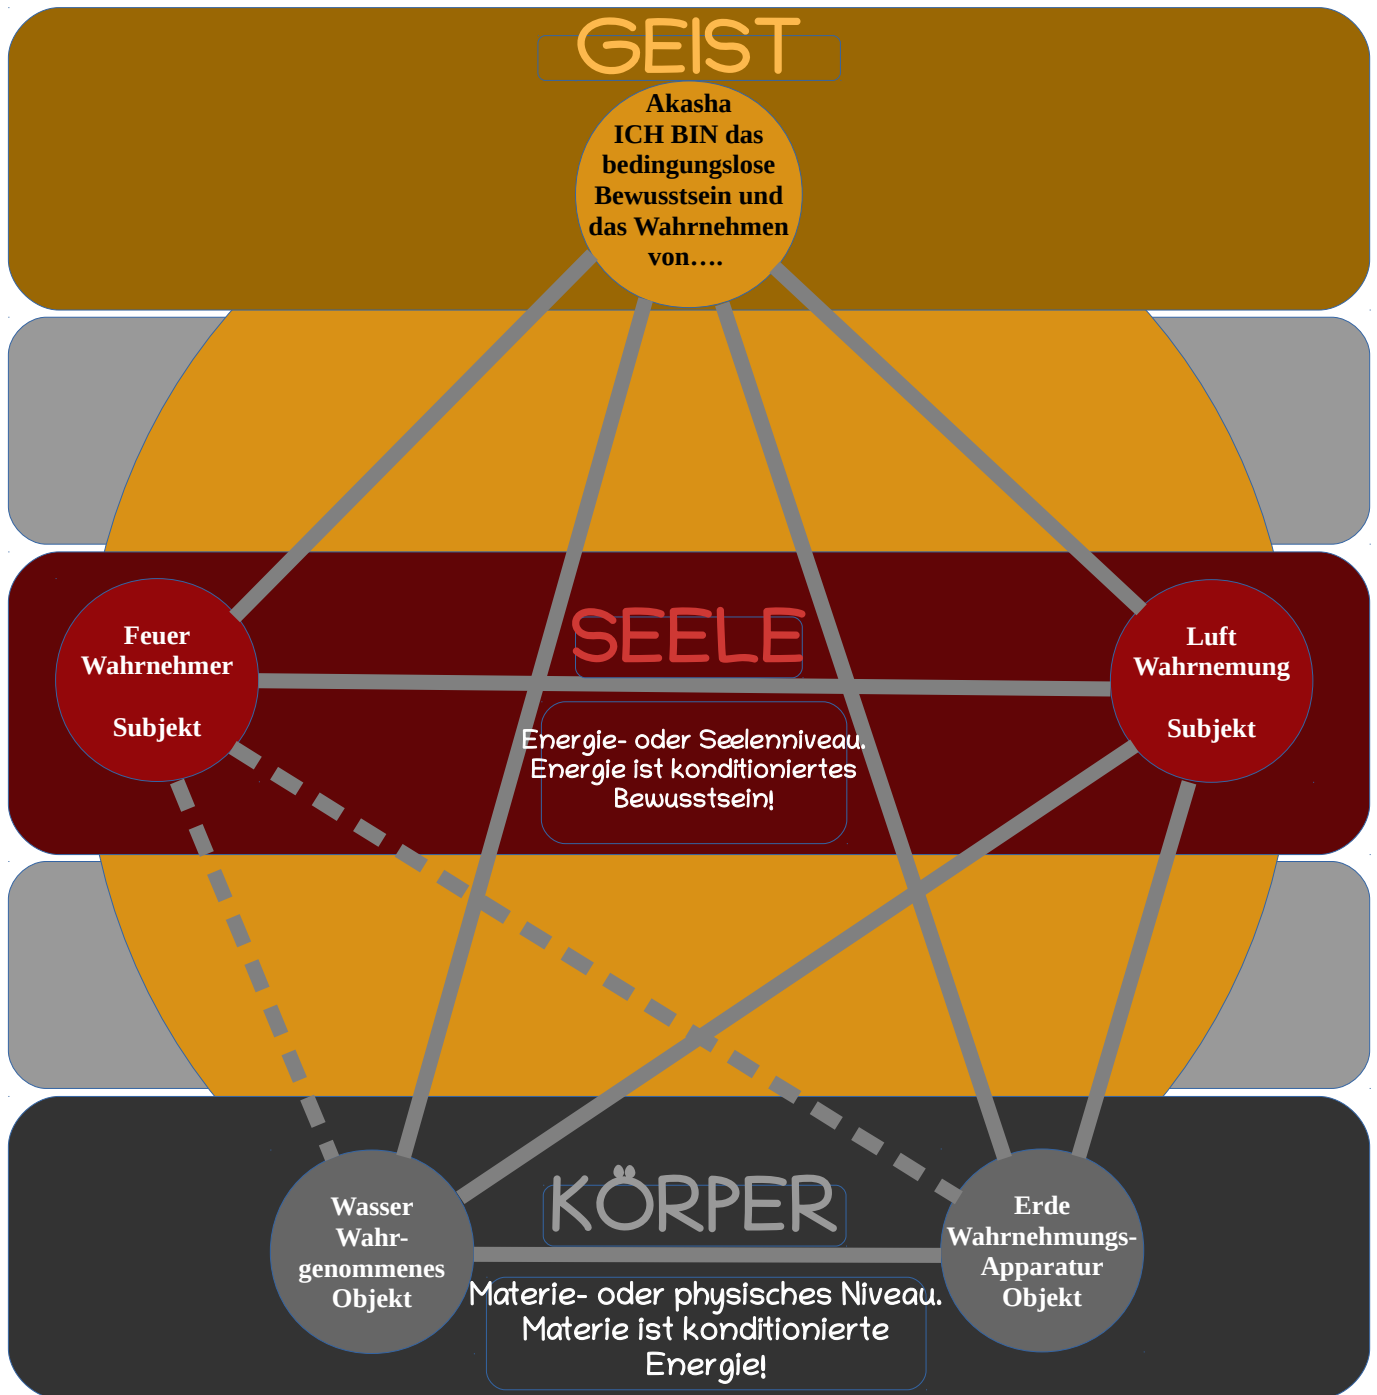 GEIST
Akasha
ICH BIN das
bedingungslose
Bewusstsein und
das Wahrnehmen
von….
Feuer
Wahrnehmer
Subjekt
SEELE
Energie- oder Seelenniveau.
Energie ist konditioniertes
Bewusstsein!
Luft
Wahrnemung
Subjekt
Wasser
Wahr-
genommenes
Objekt
KÖRPER
Materie- oder physisches Niveau.
Materie ist konditionierte
Energie!
Erde
Wahrnehmungs-
Apparatur
Objekt